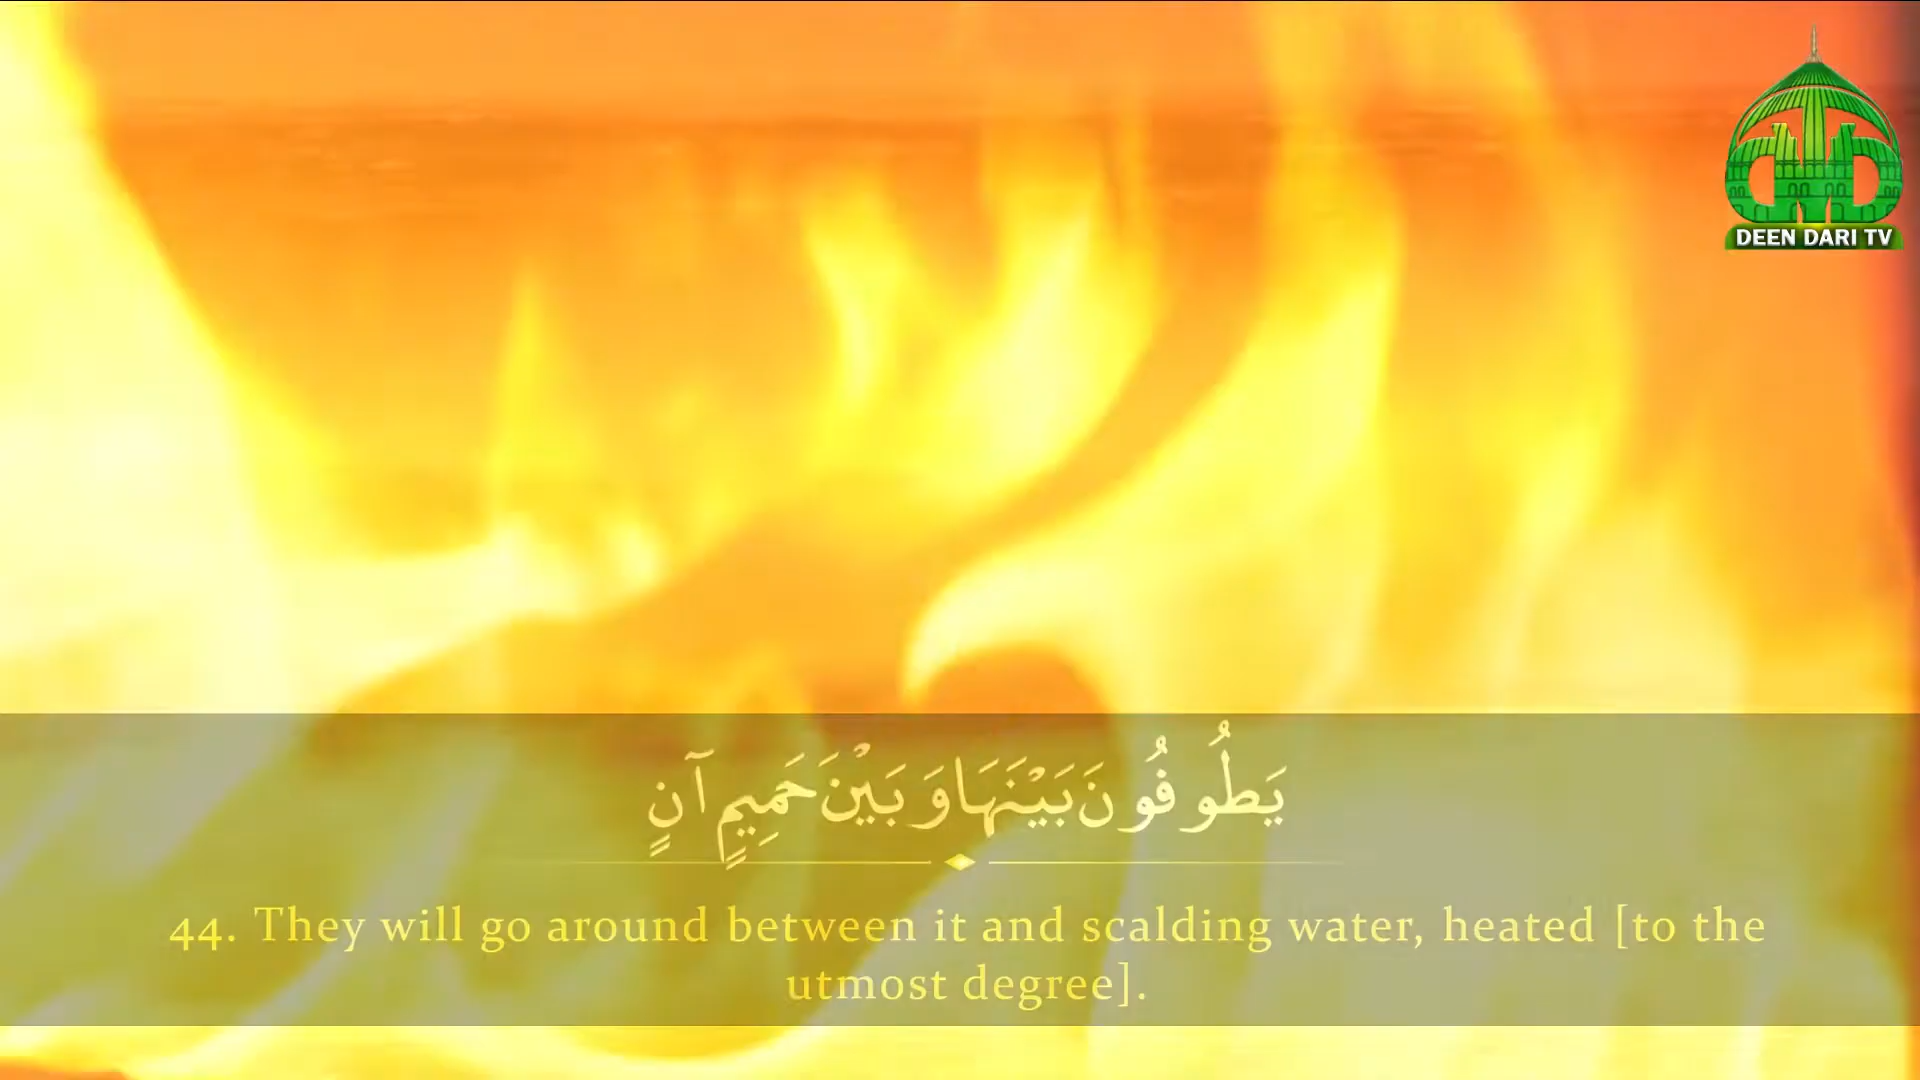 DEEN DARI TV
يَطُوفُونَ بَيْنَهَا وَبَيْنَ حَمِيمٍ آنٍ
44. They will go around between it and scalding water, heated [to the
utmost degree].